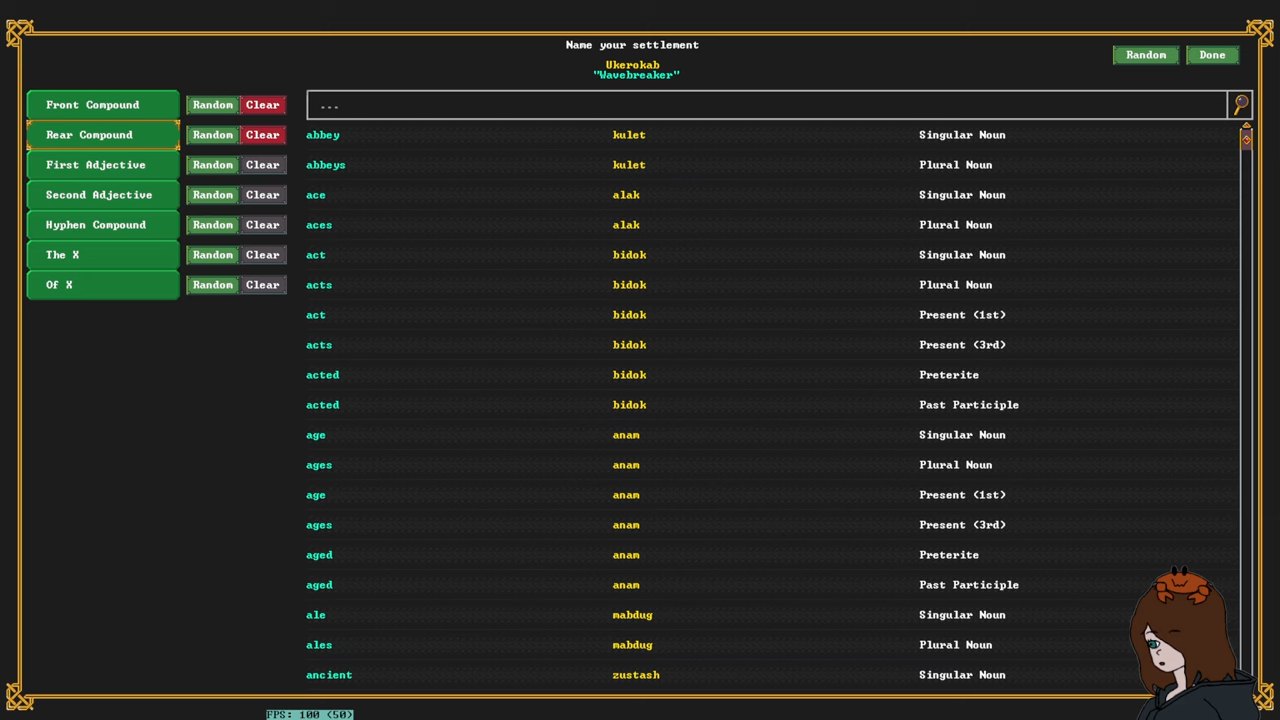 Name your settlement
Ukerokab
"Wavebreaker"
Random Done
Front Compound Random Clear ...
Rear Compound Random Clear abbey kulet Singular Noun
First Adjective Random Clear abbeys kulet Plural Noun
Second Adjective Random Clear ace alak Singular Noun
Hyphen Compound Random Clear aces alak Plural Noun
The X Random Clear act bidok Singular Noun
Of X Random Clear acts bidok Plural Noun
act bidok Present (1st)
acts bidok Present (3rd)
acted bidok Preterite
acted bidok Past Participle
age anam Singular Noun
ages anam Plural Noun
age anam Present (1st)
ages anam Present (3rd)
aged anam Preterite
aged anam Past Participle
ale mabdug Singular Noun
ales mabdug Plural Noun
ancient zustash Singular Noun
FPS: 100 (50)